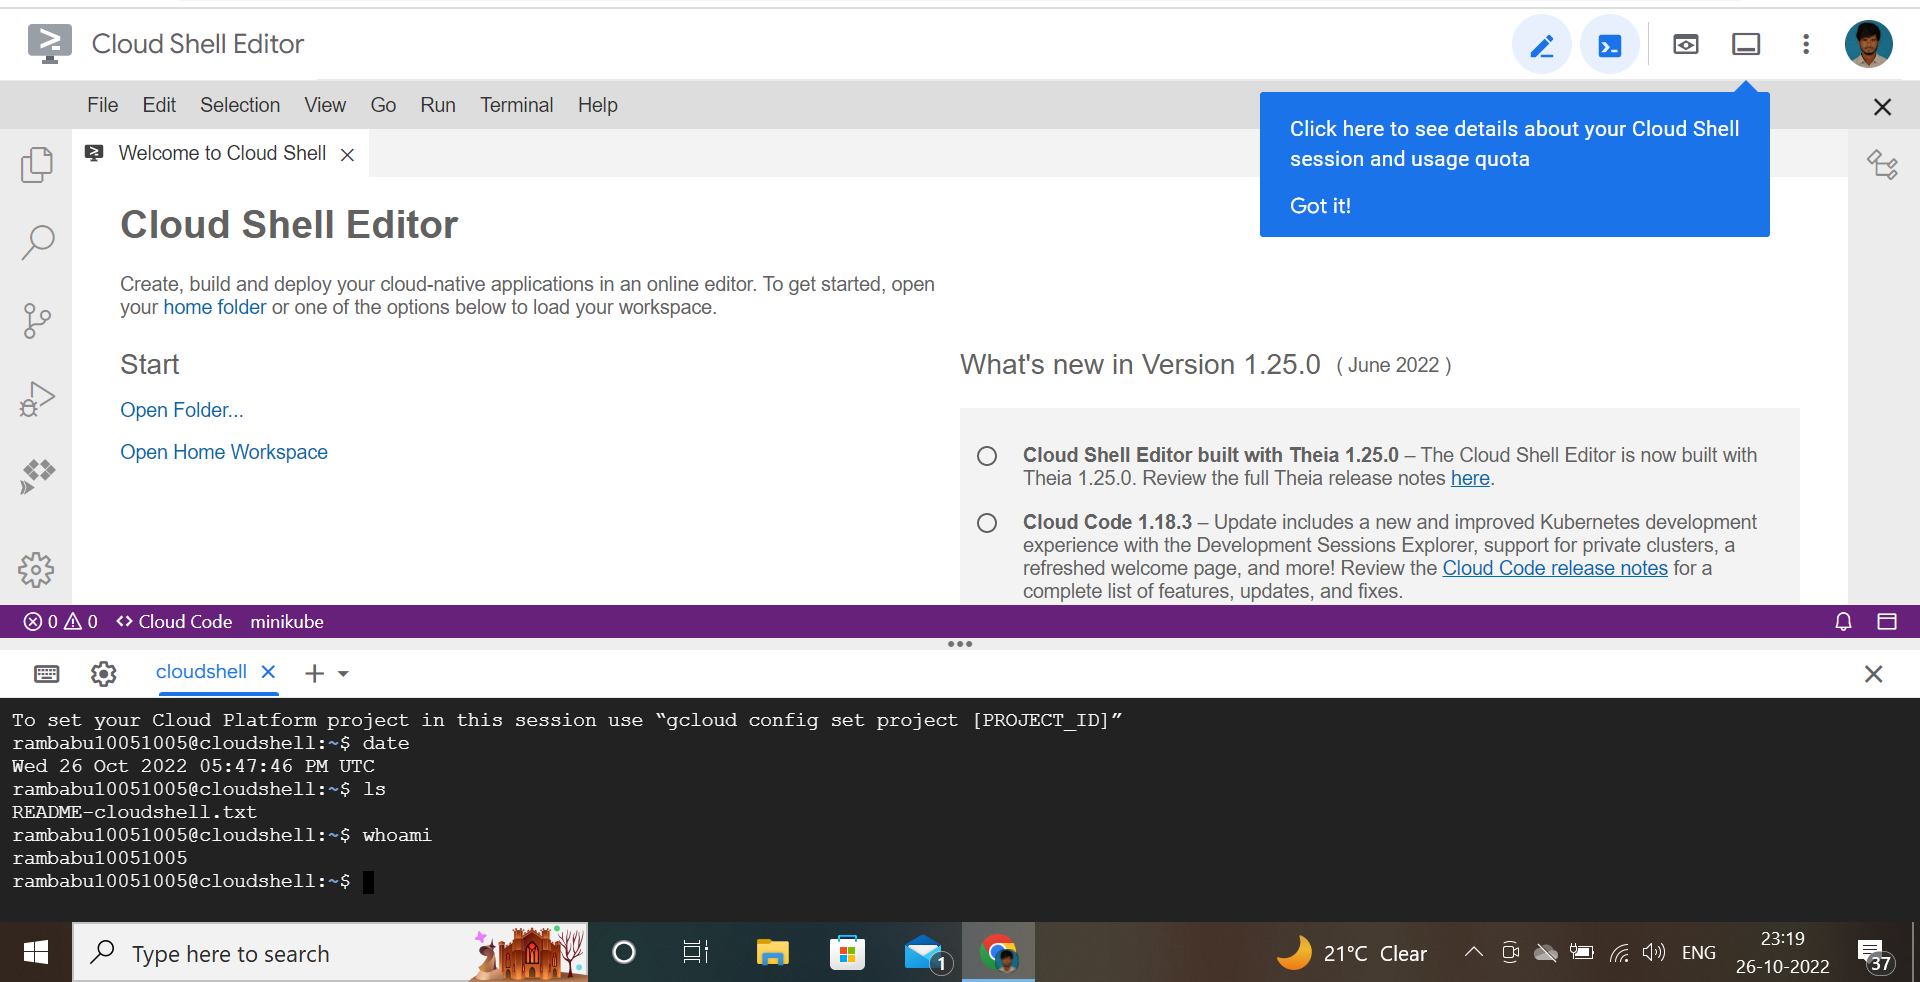 Cloud Shell Editor
File Edit Selection View Go Run Terminal Help
Click here to see details about your Cloud Shell
session and usage quota
Got it!
Welcome to Cloud Shell
Cloud Shell Editor
Create, build and deploy your cloud-native applications in an online editor. To get started, open
your home folder or one of the options below to load your workspace.
Start
Open Folder...
Open Home Workspace
What's new in Version 1.25.0 ( June 2022 )
Cloud Shell Editor built with Theia 1.25.0 – The Cloud Shell Editor is now built with
Theia 1.25.0. Review the full Theia release notes here.
Cloud Code 1.18.3 – Update includes a new and improved Kubernetes development
experience with the Development Sessions Explorer, support for private clusters, a
refreshed welcome page, and more! Review the Cloud Code release notes for a
complete list of features, updates, and fixes.
0 0 <> Cloud Code minikube
cloudshell
To set your Cloud Platform project in this session use “gcloud config set project [PROJECT_ID]”
rambabu10051005@cloudshell:~$ date
Wed 26 Oct 2022 05:47:46 PM UTC
rambabu10051005@cloudshell:~$ ls
README-cloudshell.txt
rambabu10051005@cloudshell:~$ whoami
rambabu10051005
rambabu10051005@cloudshell:~$
Type here to search
1
21°C Clear
ENG
23:19
26-10-2022
37